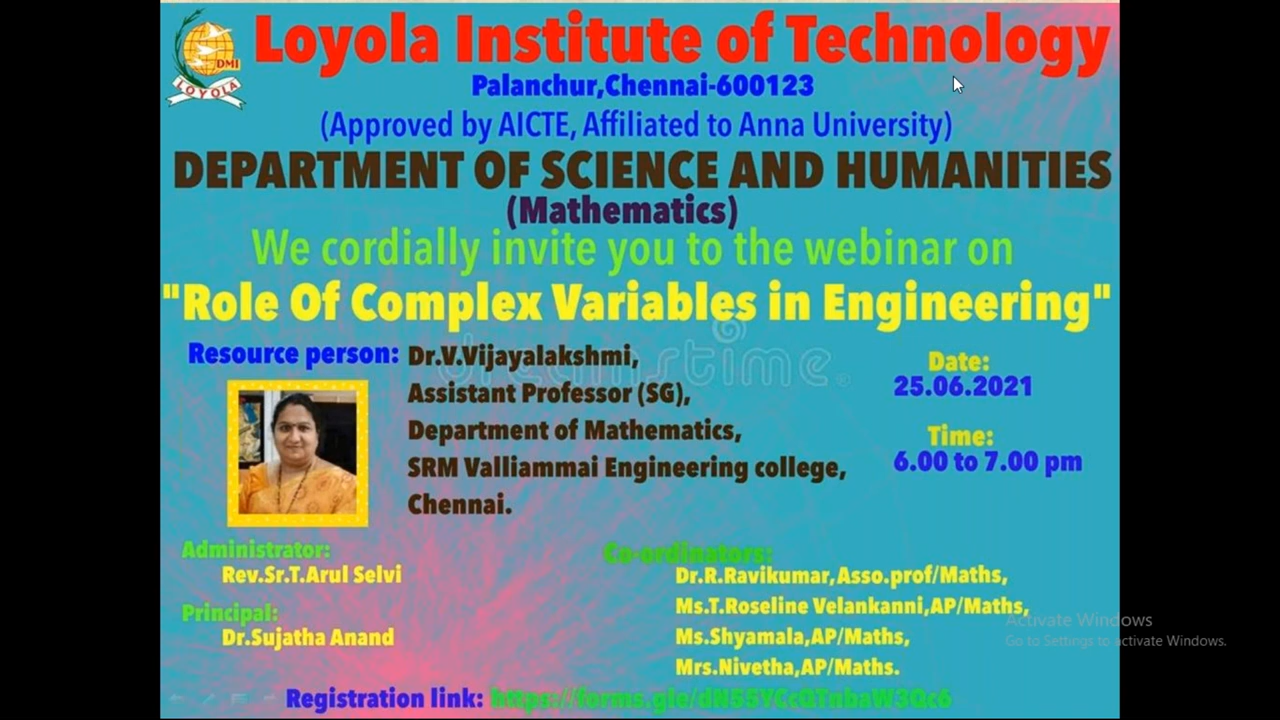 Loyola Institute of Technology
DMI
LOYOLA
Palanchur,Chennai-600123
(Approved by AICTE, Affiliated to Anna University)
DEPARTMENT OF SCIENCE AND HUMANITIES
(Mathematics)
We cordially invite you to the webinar on
"Role Of Complex Variables in Engineering"
Resource person: Dr.V.Vijayalakshmi,
Assistant Professor (SG),
Department of Mathematics,
SRM Valliammai Engineering college,
Chennai.
Date:
25.06.2021
Time:
6.00 to 7.00 pm
dreamstime.
Administrator:
Rev.Sr.T.Arul Selvi
Principal:
Dr.Sujatha Anand
Co-ordinators:
Dr.R.Ravikumar,Asso.prof/Maths,
Ms.T.Roseline Velankanni,AP/Maths,
Ms.Shyamala,AP/Maths,
Mrs.Nivetha,AP/Maths.
Activate Windows
Go to Settings to activate Windows.
Registration link: